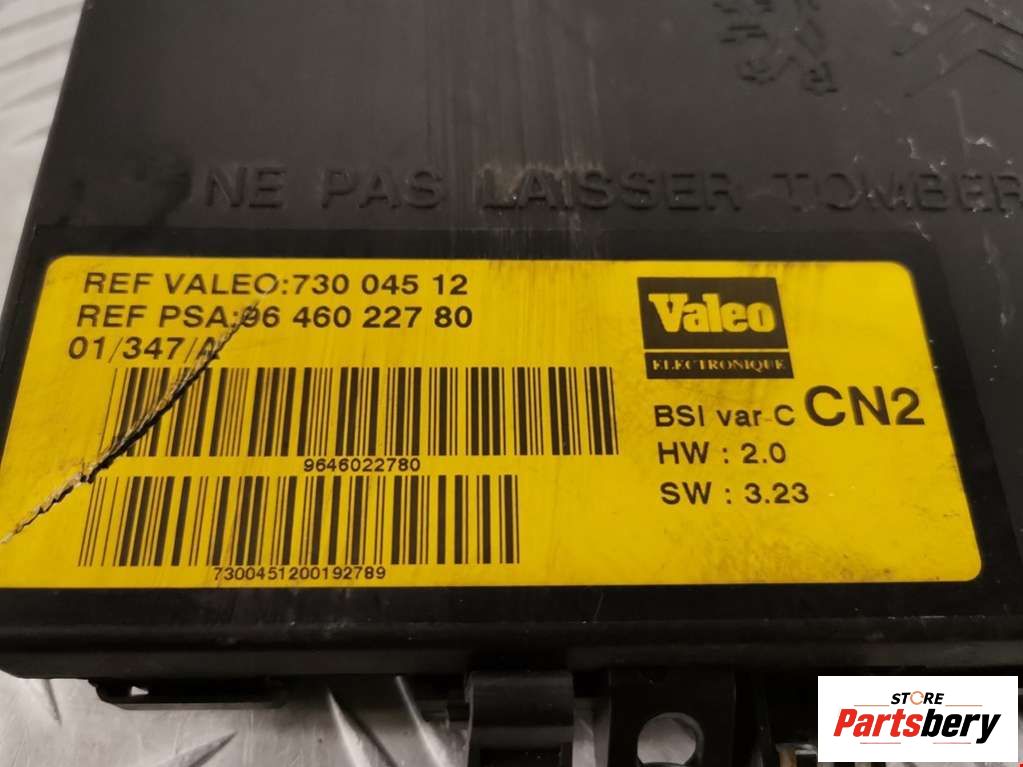 NE PAS LAISSER TOMBER
REF VALEO:730 045 12
REF PSA:96 460 227 80
01/347/A
9646022780
7300451200192789
Valeo
ELECTRONIQUE
BSI var-C CN2
HW : 2.0
SW : 3.23
STORE
Partsbery